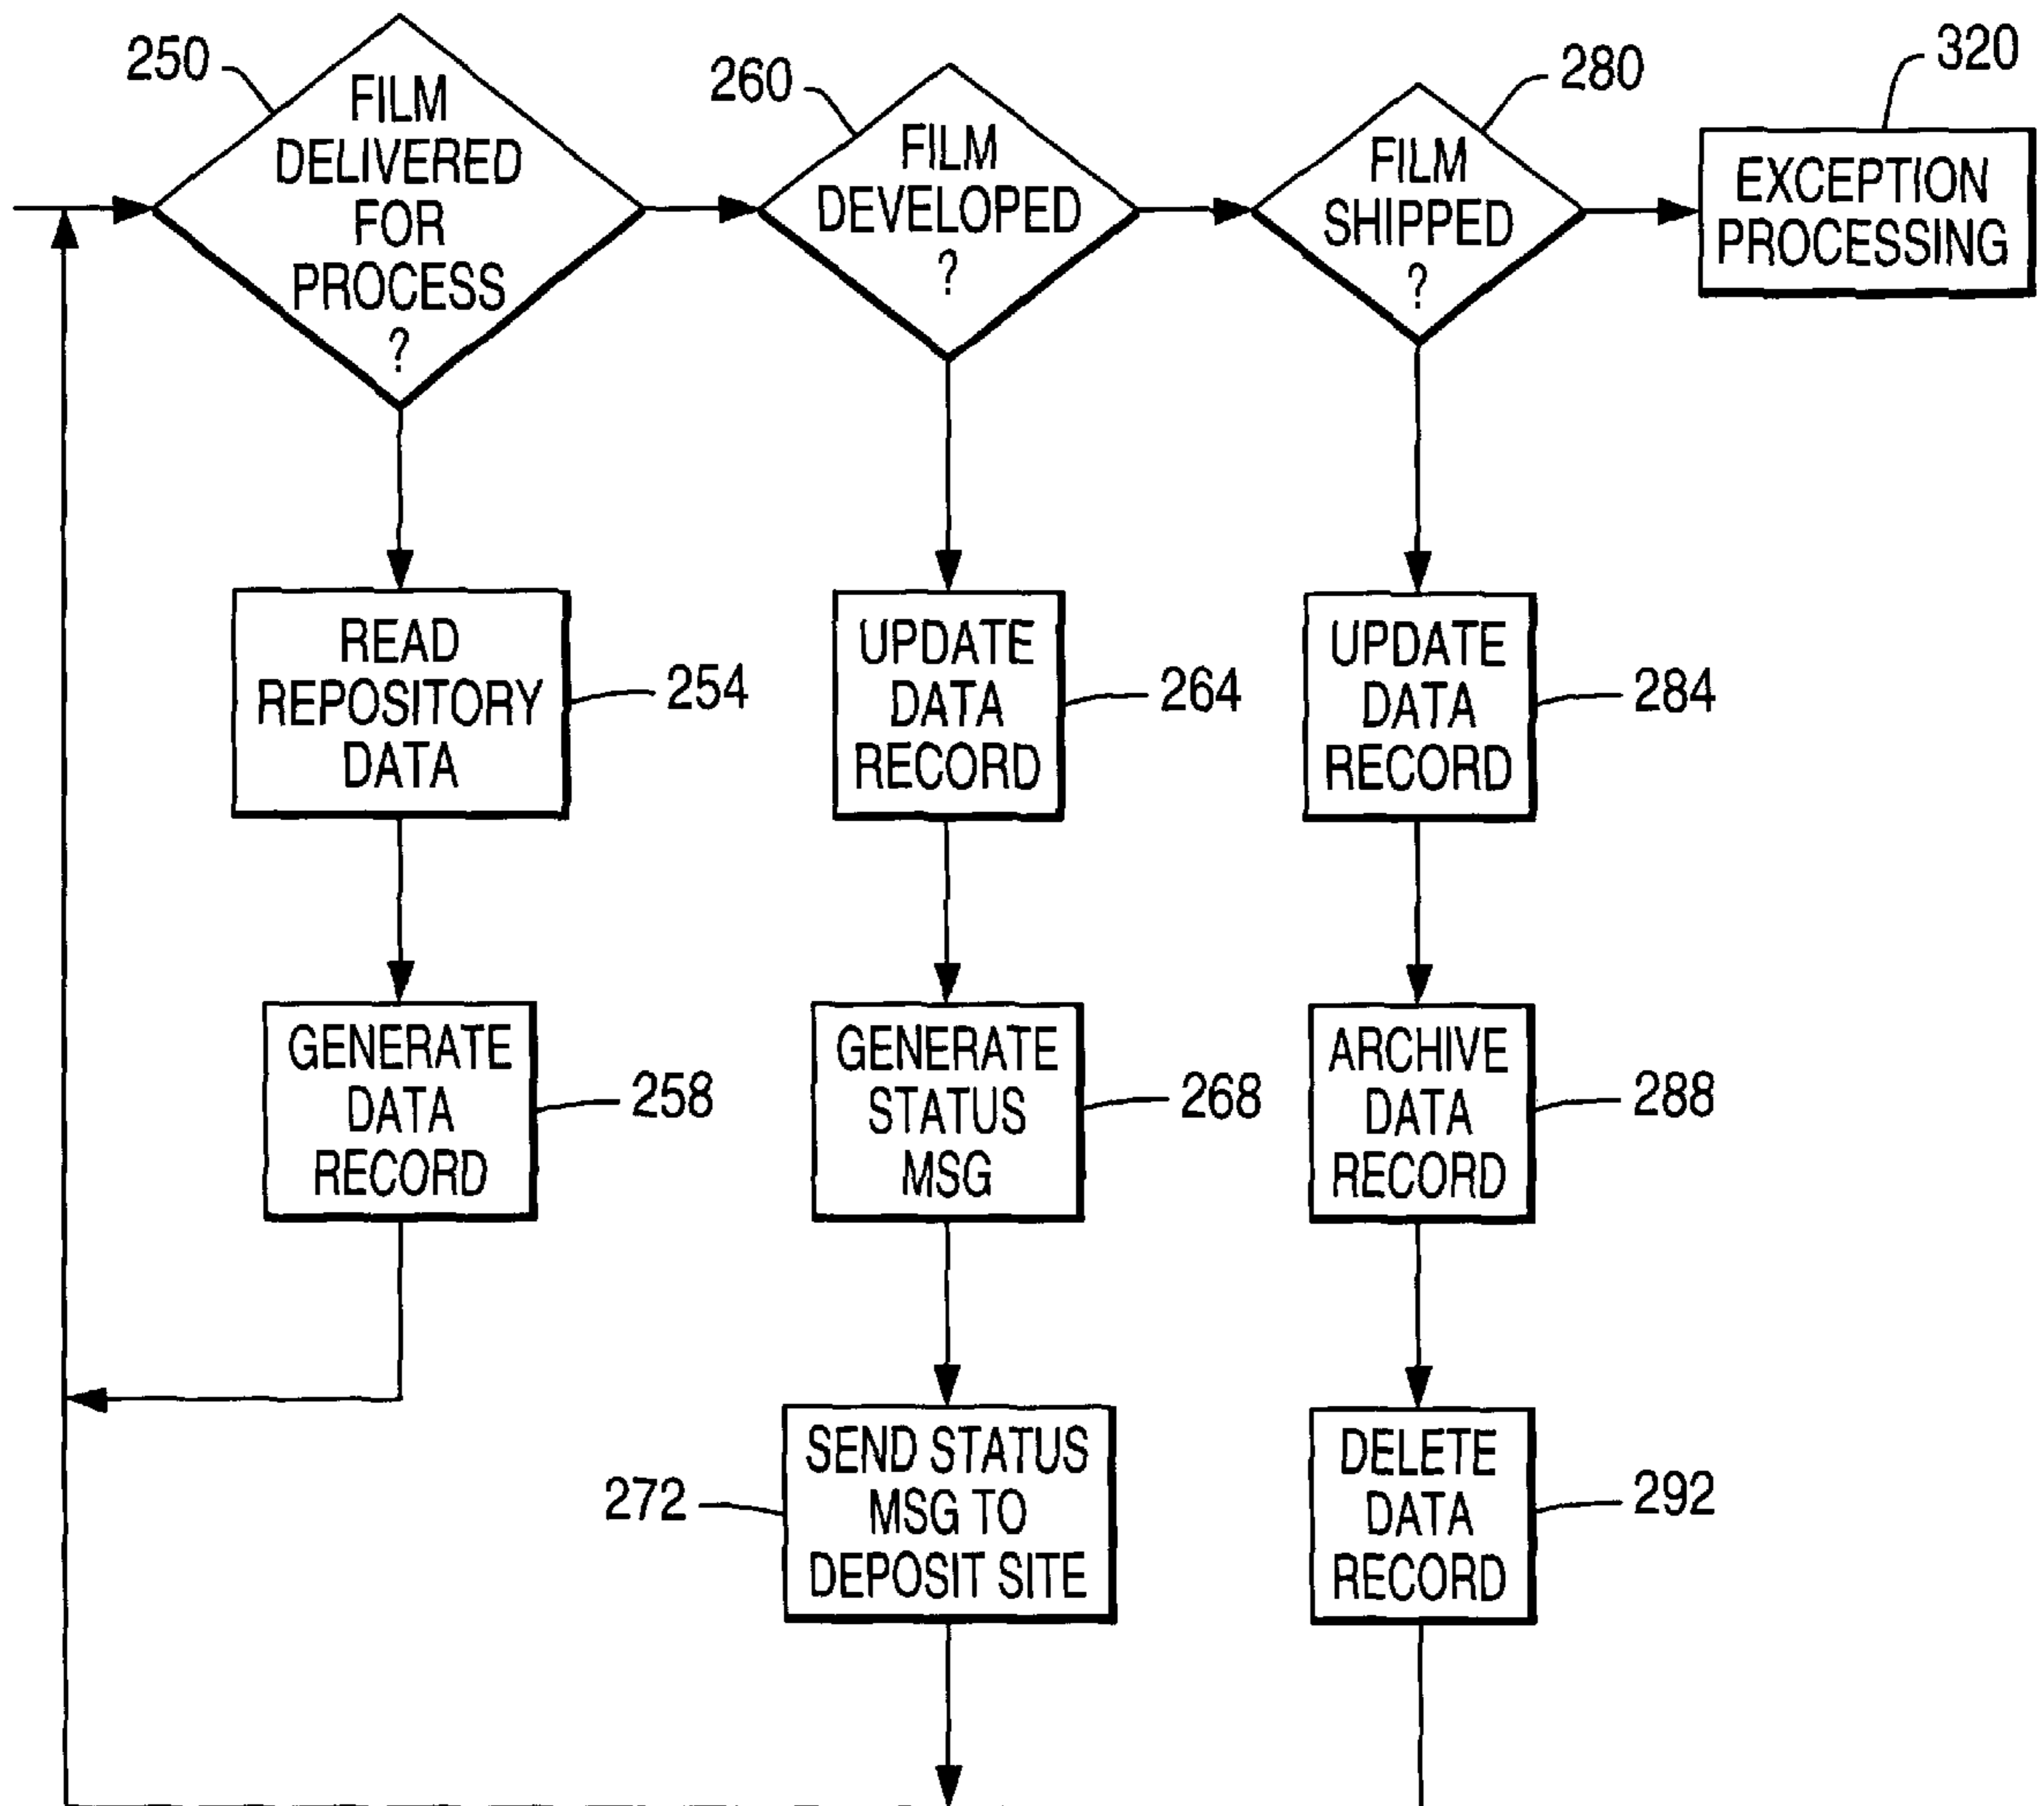 250
FILM
DELIVERED
FOR
PROCESS
?
260
FILM
DEVELOPED
?
280
FILM
SHIPPED
?
320
EXCEPTION
PROCESSING
READ
REPOSITORY
DATA
254
UPDATE
DATA
RECORD
264
UPDATE
DATA
RECORD
284
GENERATE
DATA
RECORD
258
GENERATE
STATUS
MSG
268
ARCHIVE
DATA
RECORD
288
272
SEND STATUS
MSG TO
DEPOSIT SITE
DELETE
DATA
RECORD
292